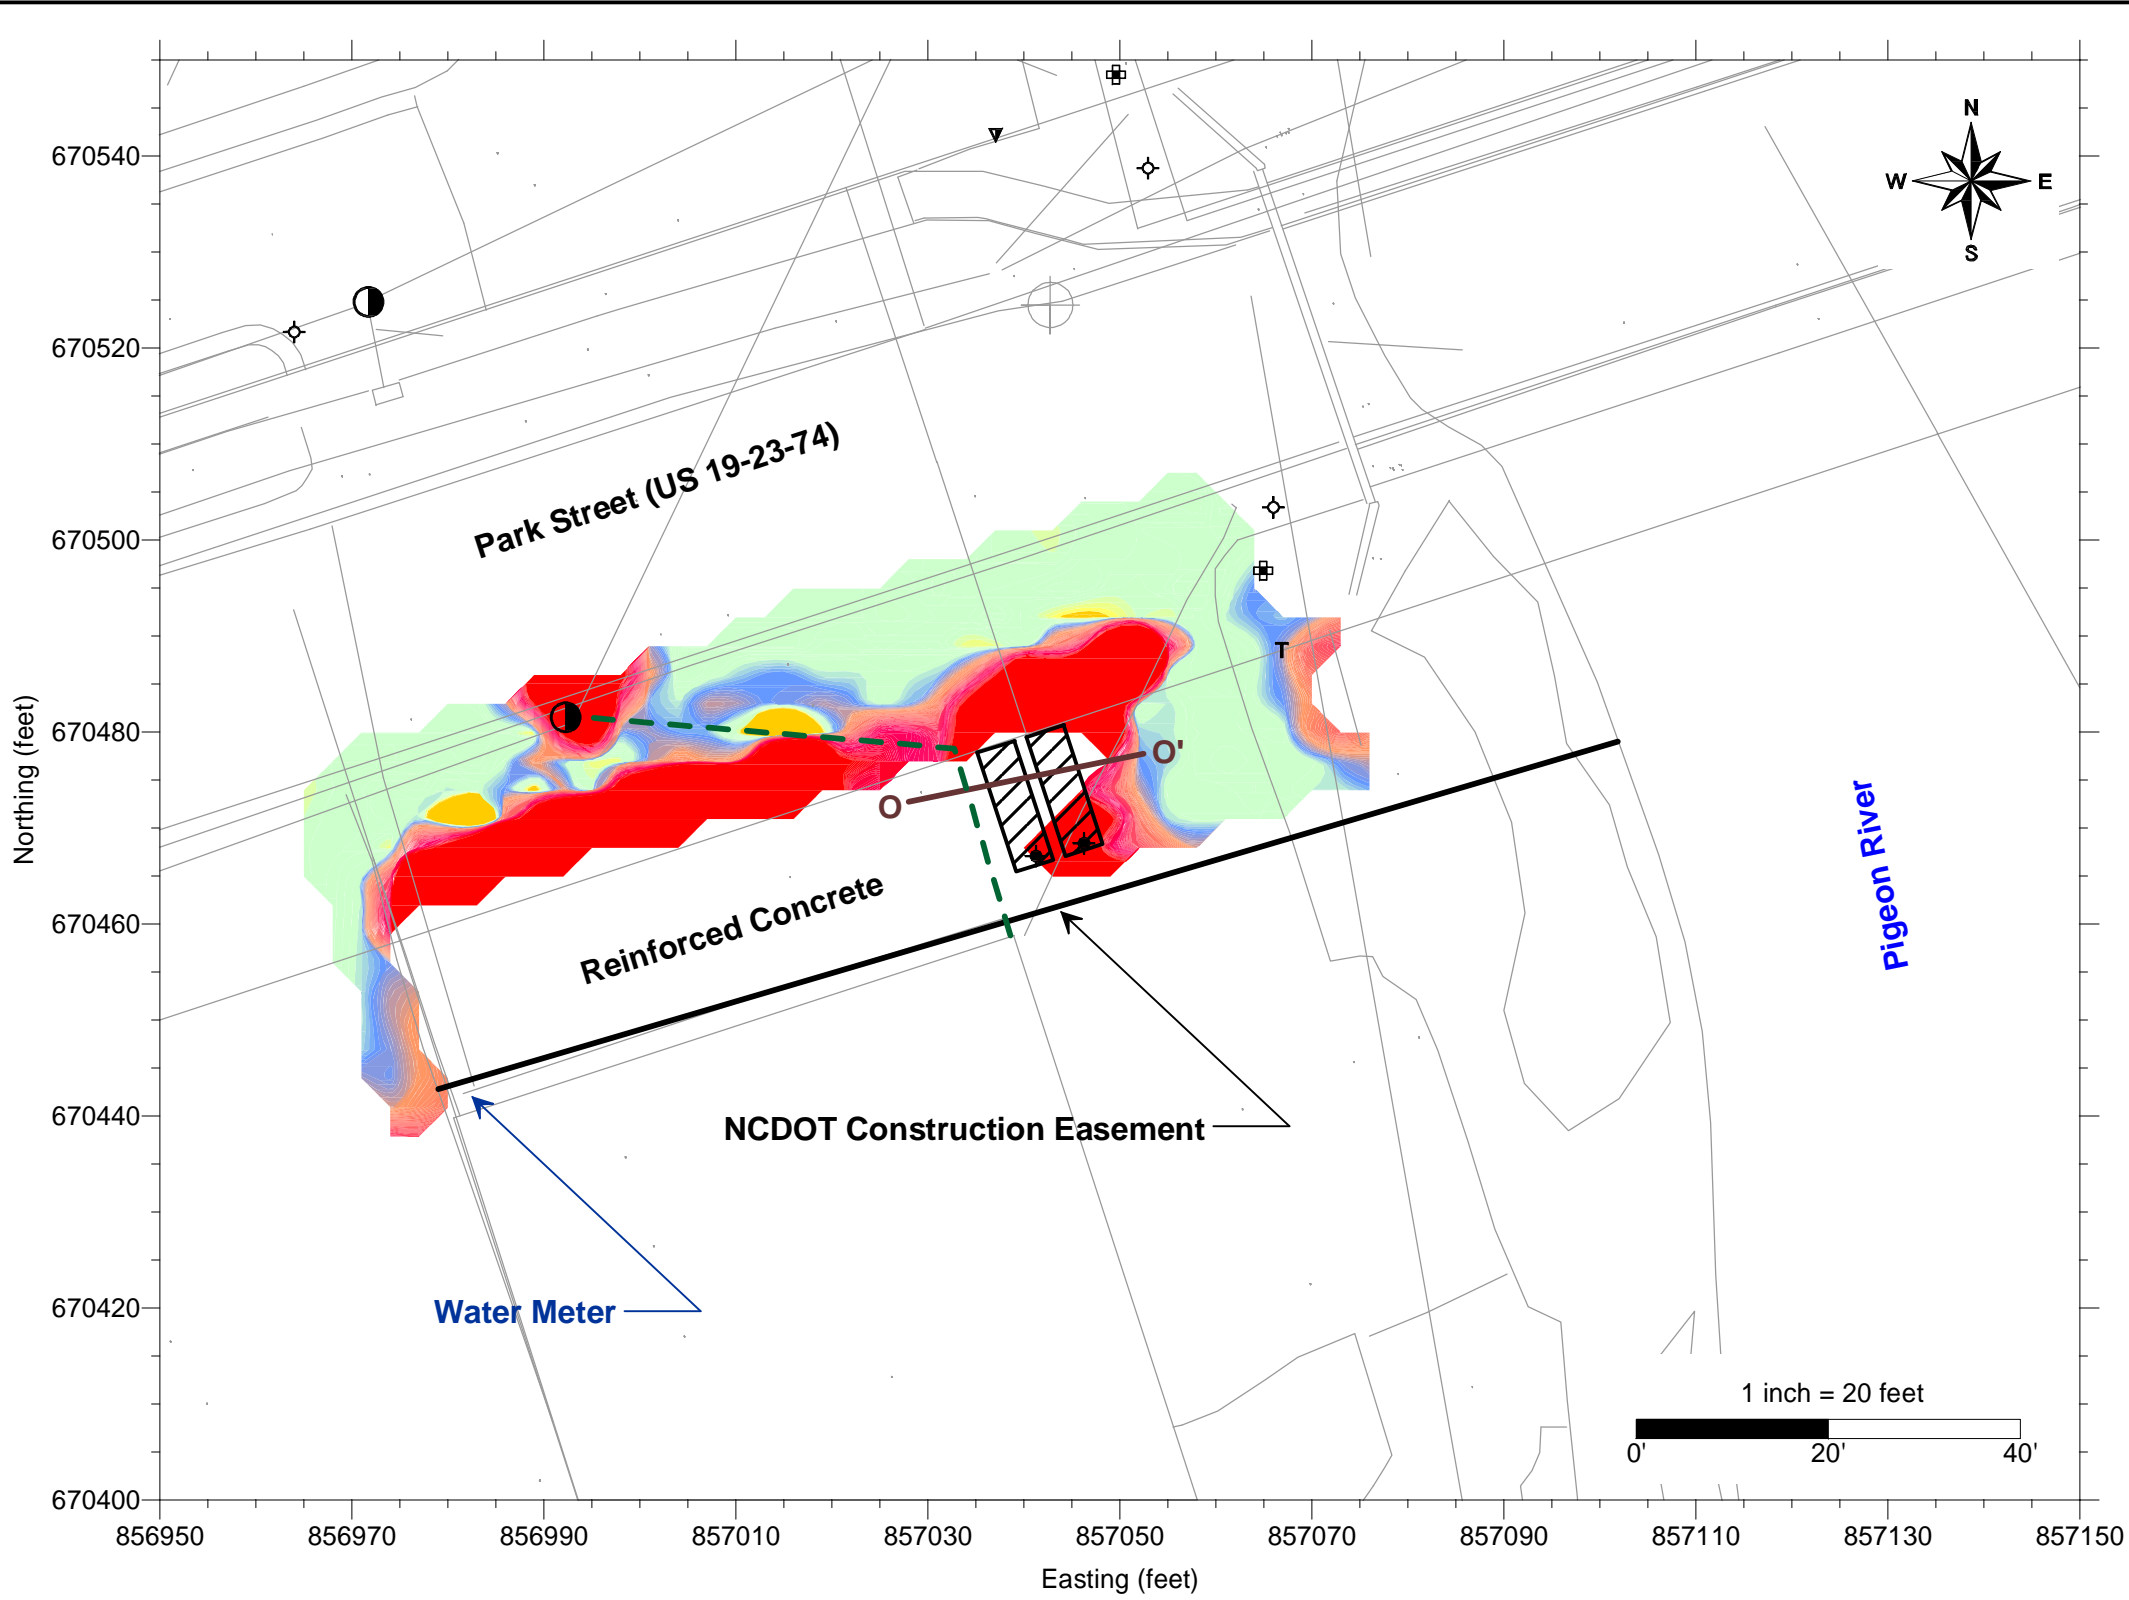 N
W E
S
670540
670520
670500
670480
670460
670440
670420
670400
Northing (feet)
Park Street (US 19-23-74)
T
O O'
Reinforced Concrete
Pigeon River
NCDOT Construction Easement
Water Meter
1 inch = 20 feet
0' 20' 40'
856950 856970 856990 857010 857030 857050 857070 857090 857110 857130 857150
Easting (feet)